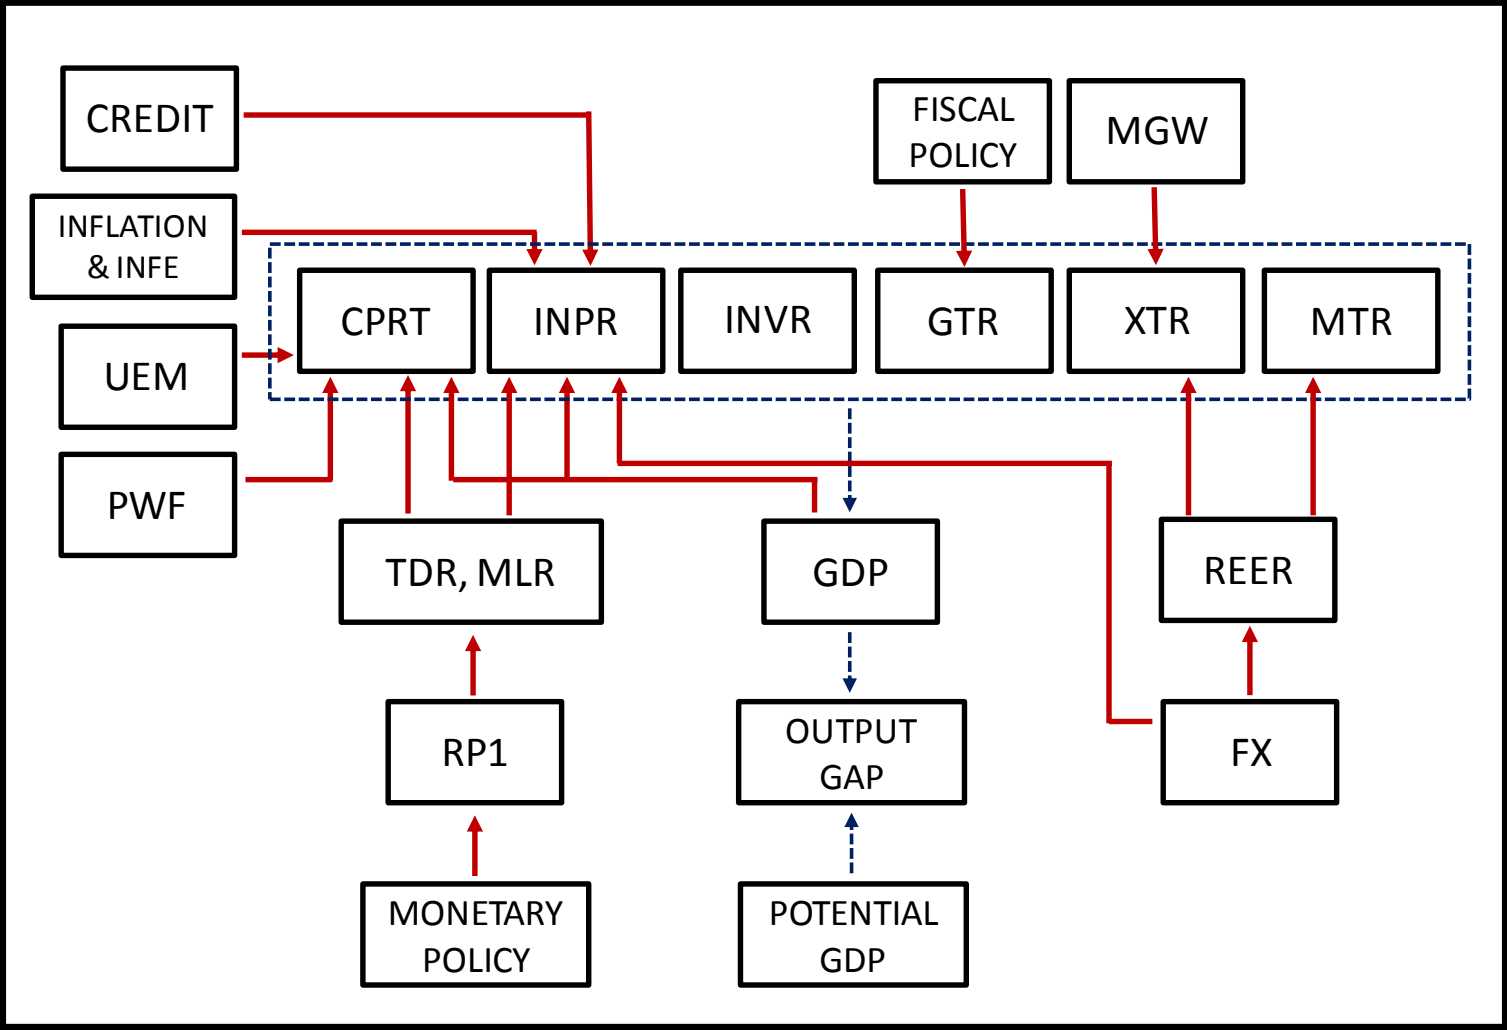 CREDIT
FISCAL
POLICY
MGW
INFLATION
& INFE
CPRT
INPR
INVR
GTR
XTR
MTR
UEM
PWF
TDR, MLR
GDP
REER
RP1
OUTPUT
GAP
FX
MONETARY
POLICY
POTENTIAL
GDP